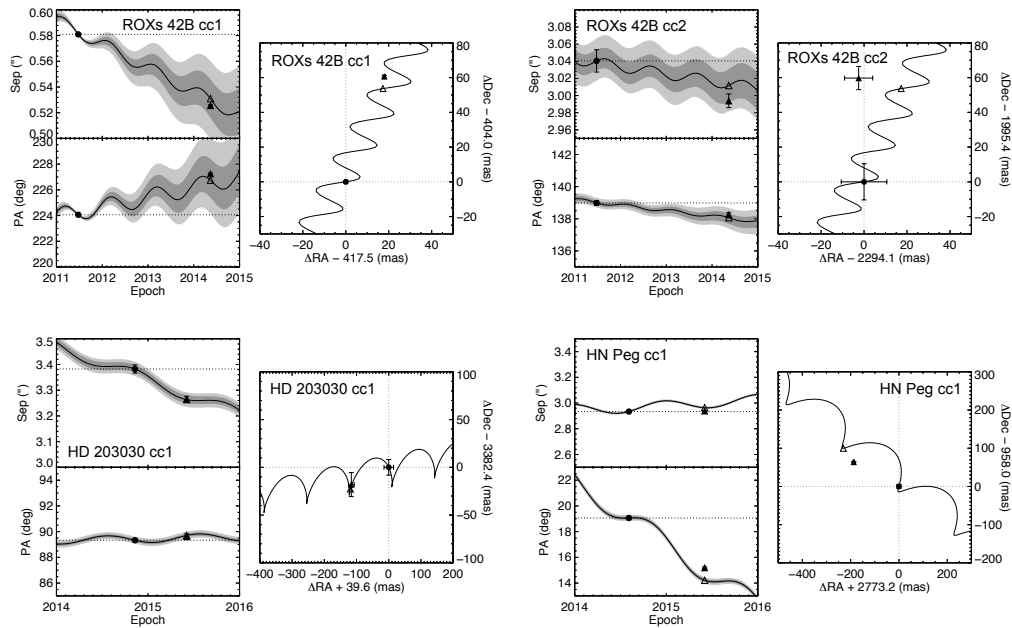 ROXs 42B cc1
Sep (")
0.60
0.58
0.56
0.54
0.52
0.50
PA (deg)
230
228
226
224
222
220
2011 2012 2013 2014 2015
Epoch
ROXs 42B cc1
80
60
40
20
0
−20
ΔDec − 404.0 (mas)
−40 −20 0 20 40
ΔRA − 417.5 (mas)
ROXs 42B cc2
Sep (")
3.08
3.06
3.04
3.02
3.00
2.98
2.96
PA (deg)
142
140
138
136
2011 2012 2013 2014 2015
Epoch
ROXs 42B cc2
80
60
40
20
0
−20
ΔDec − 1995.4 (mas)
−40 −20 0 20 40
ΔRA − 2294.1 (mas)
Sep (")
3.5
3.4
3.3
3.2
3.1
3.0
HD 203030 cc1
PA (deg)
94
92
90
88
86
2014 2015 2016
Epoch
HD 203030 cc1
100
50
0
−50
−100
ΔDec − 3382.4 (mas)
−400 −300 −200 −100 0 100 200
ΔRA + 39.6 (mas)
HN Peg cc1
Sep (")
3.4
3.2
3.0
2.8
2.6
PA (deg)
22
20
18
16
14
2014 2015 2016
Epoch
HN Peg cc1
300
200
100
0
−100
−200
ΔDec − 958.0 (mas)
−400 −200 0 200
ΔRA + 2773.2 (mas)